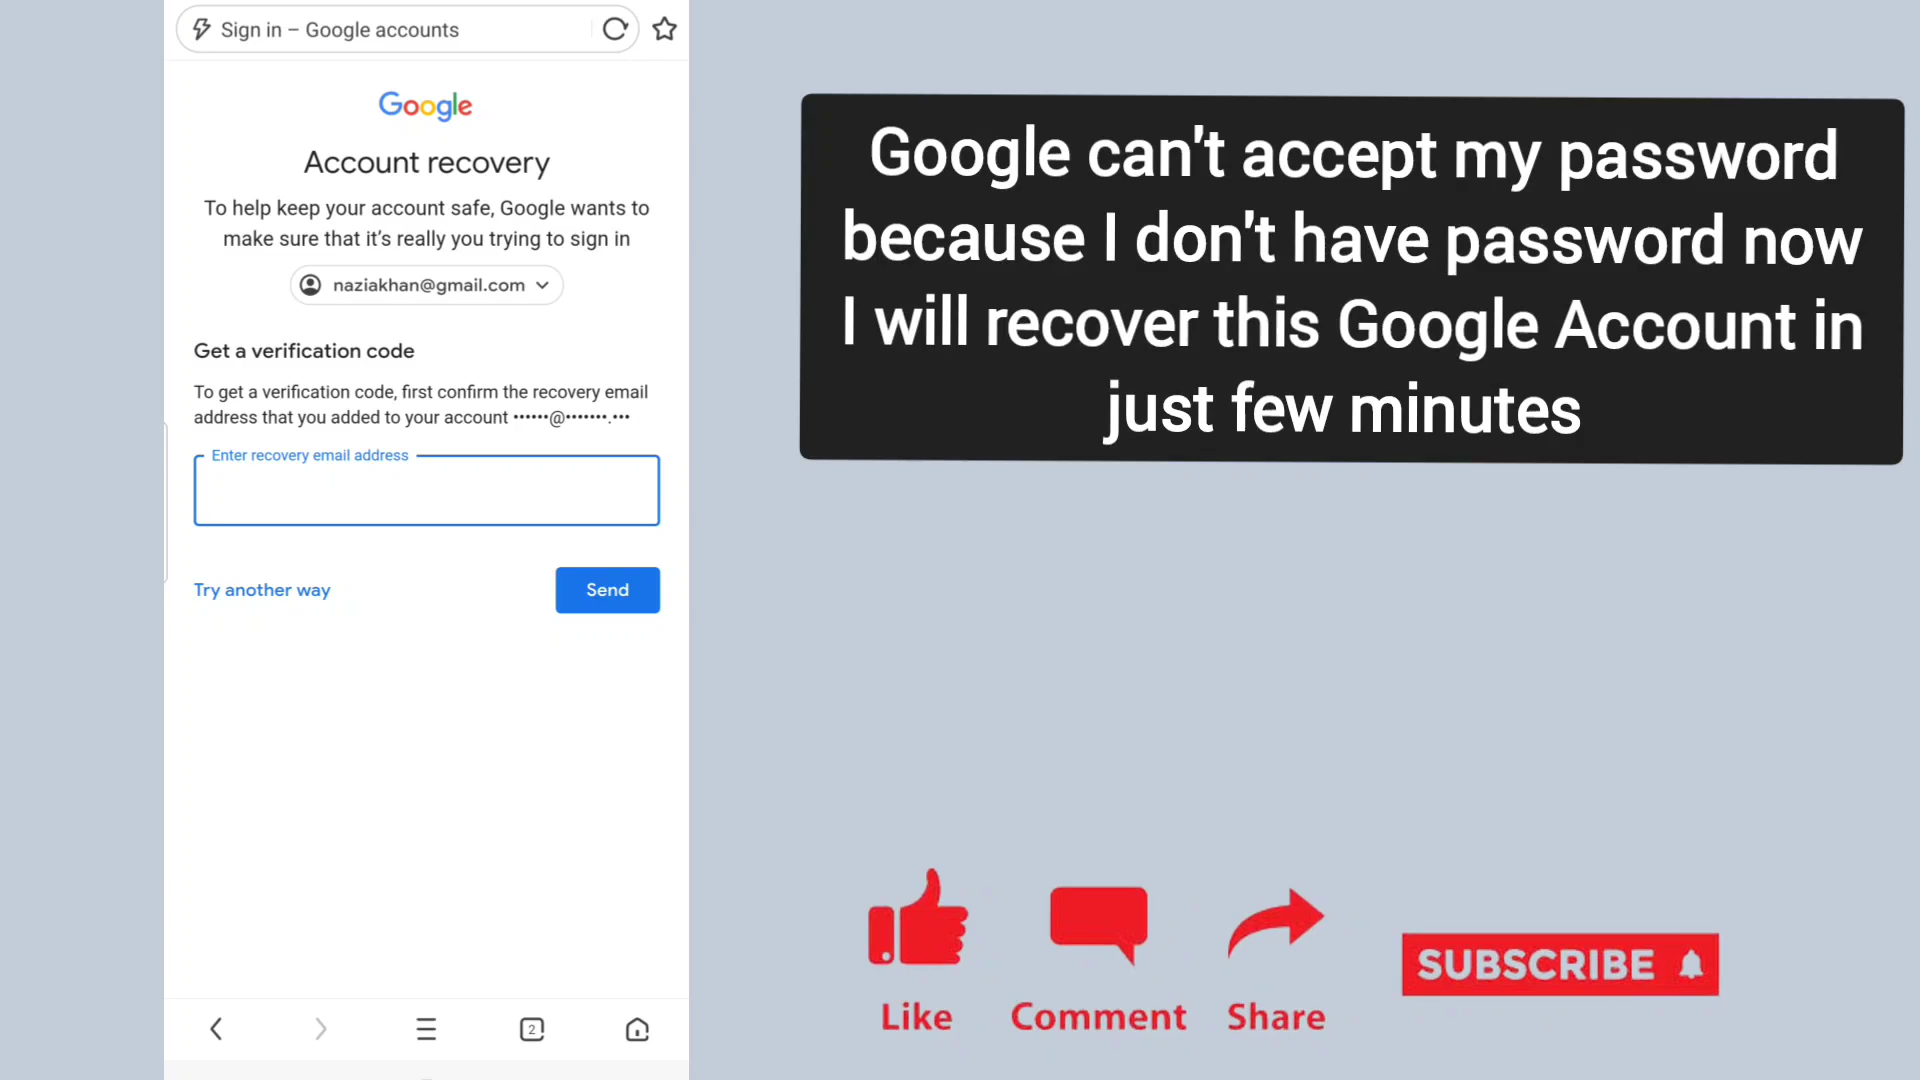 Sign in – Google accounts
Google
Account recovery
To help keep your account safe, Google wants to
make sure that it’s really you trying to sign in
naziakhan@gmail.com
Get a verification code
To get a verification code, first confirm the recovery email
address that you added to your account ••••••@•••••••.•••
Enter recovery email address
Try another way
Send
2
Google can't accept my password
because I don't have password now
I will recover this Google Account in
just few minutes
Like
Comment
Share
SUBSCRIBE